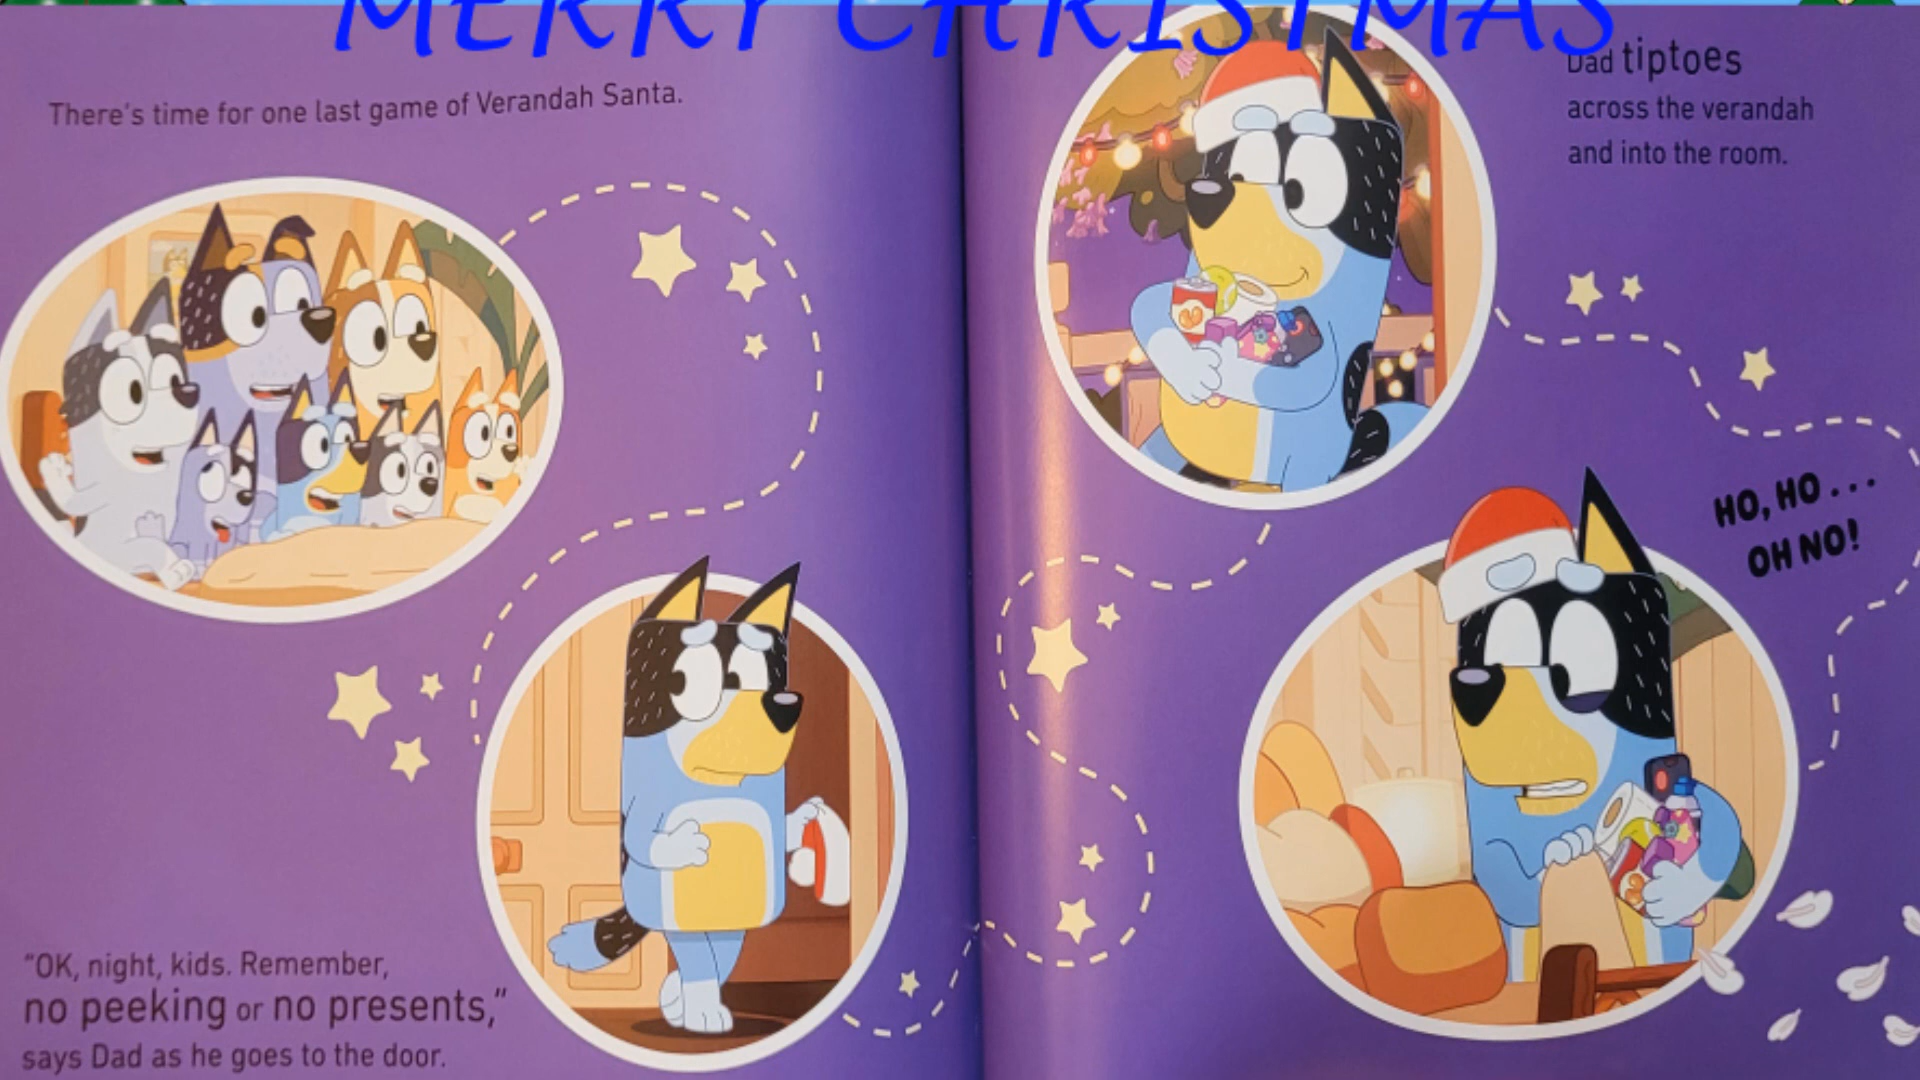 MERRY CHRISTMAS
There's time for one last game of Verandah Santa.
"OK, night, kids. Remember,
no peeking or no presents,"
says Dad as he goes to the door.
Dad tiptoes
across the verandah
and into the room.
HO, HO...
OH NO!